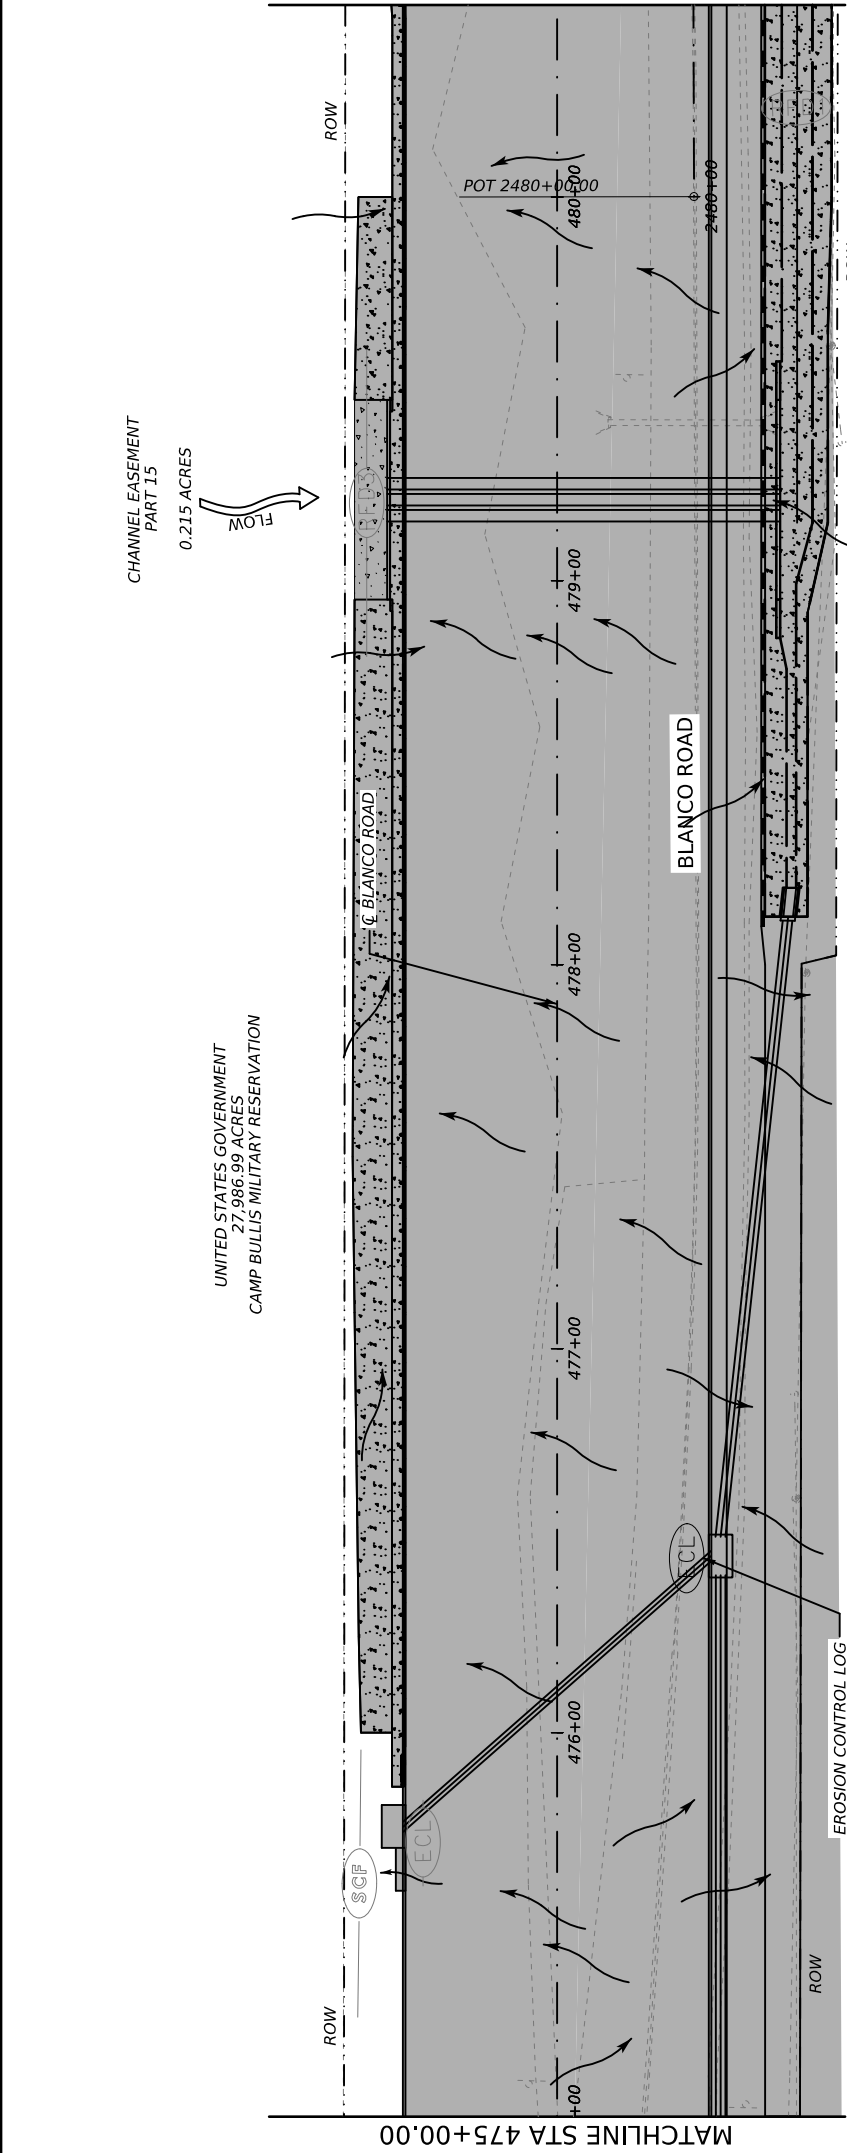 ROW
POT 2480+00.00
480+00
2480+00
RFD1
CHANNEL EASEMENT
PART 15
0.215 ACRES
FLOW
RFD3
479+00
BLANCO ROAD
℄ BLANCO ROAD
478+00
UNITED STATES GOVERNMENT
27,986.99 ACRES
CAMP BULLIS MILITARY RESERVATION
477+00
ECL
476+00
EROSION CONTROL LOG
ECL
SCF
ROW
ROW
+00
MATCHLINE STA 475+00.00